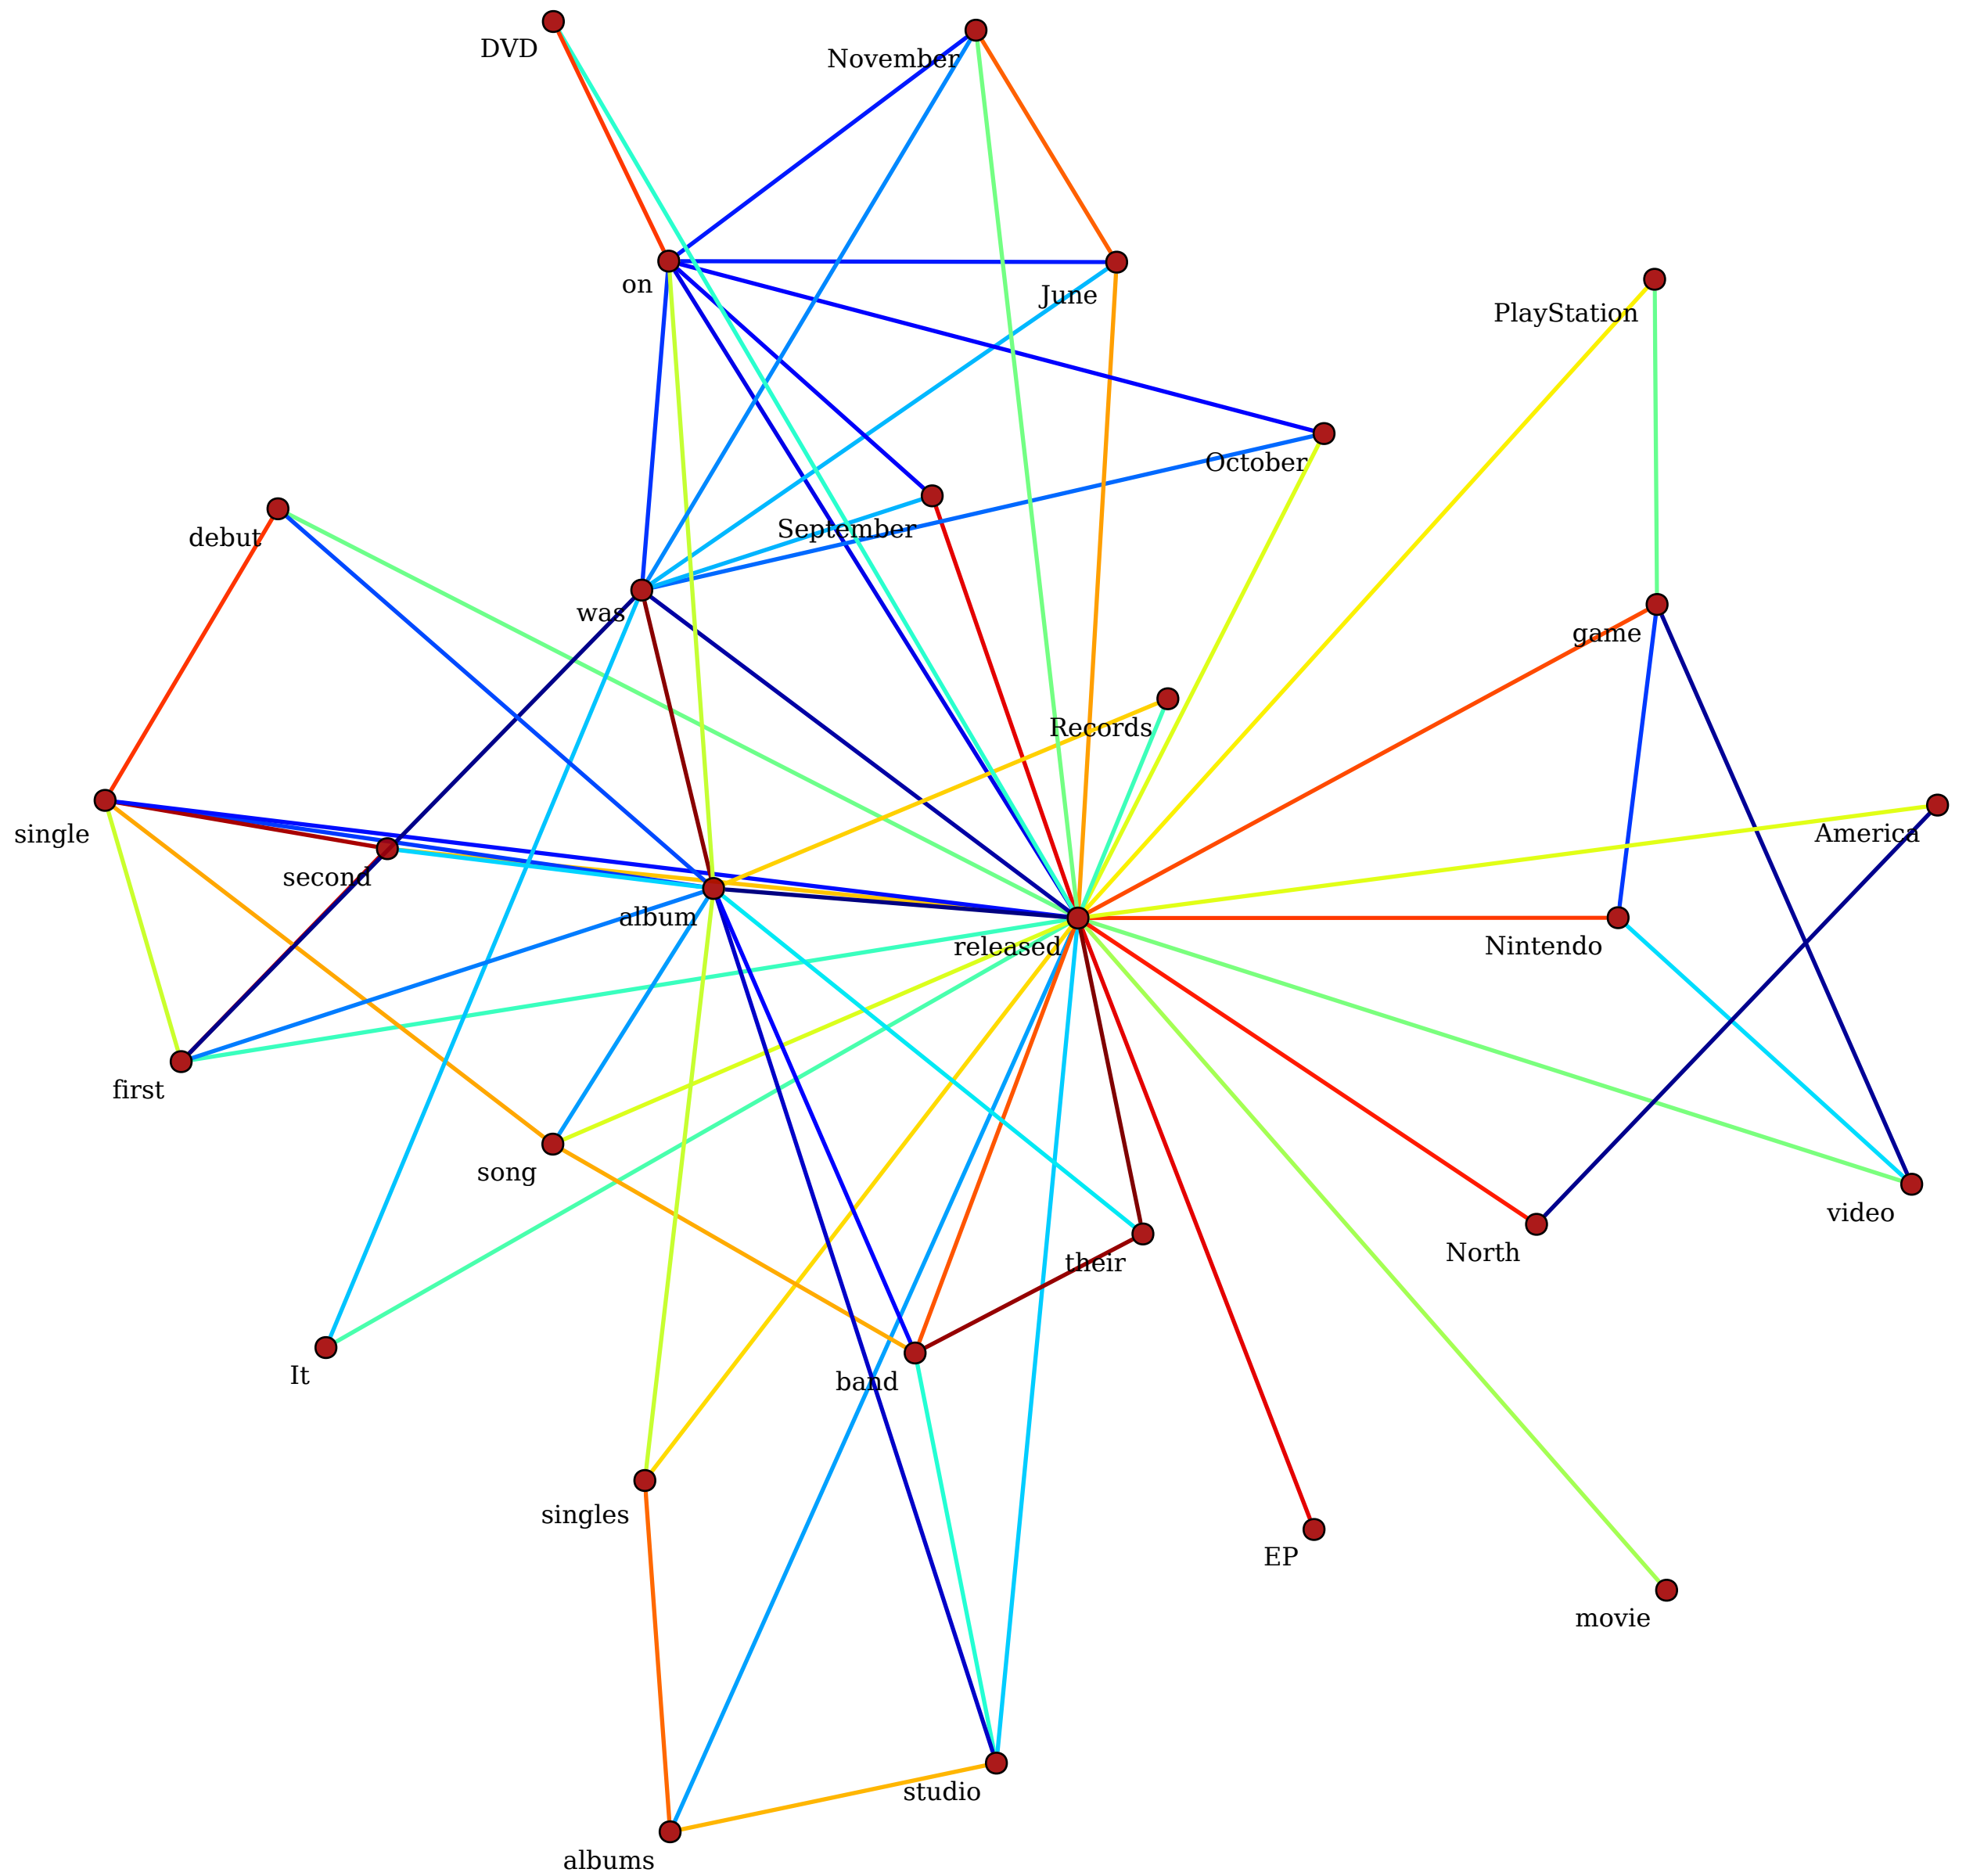 DVD
November
on
June
PlayStation
October
debut
September
was
game
Records
single
America
second
album
released
Nintendo
first
song
video
North
their
It
band
singles
EP
movie
studio
albums